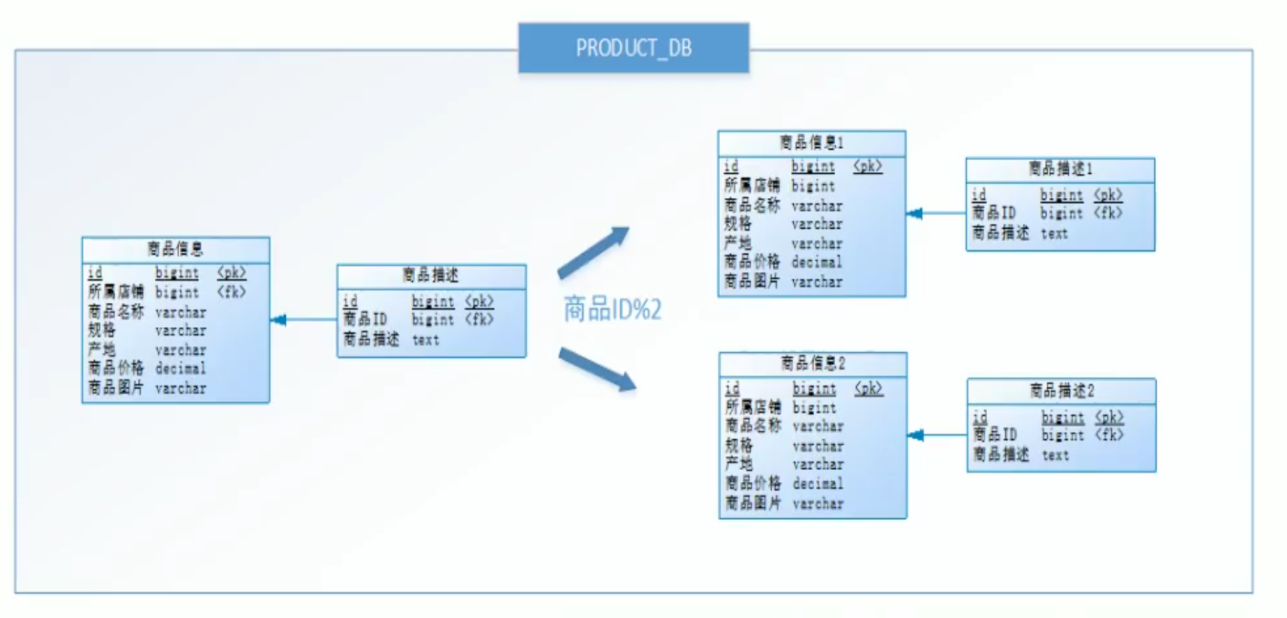 PRODUCT_DB
商品信息
id bigint <pk>
所属店铺 bigint <fk>
商品名称 varchar
规格 varchar
产地 varchar
商品价格 decimal
商品图片 varchar
商品描述
id bigint <pk>
商品ID bigint <fk>
商品描述 text
商品ID%2
商品信息1
id bigint <pk>
所属店铺 bigint
商品名称 varchar
规格 varchar
产地 varchar
商品价格 decimal
商品图片 varchar
商品描述1
id bigint <pk>
商品ID bigint <fk>
商品描述 text
商品信息2
id bigint <pk>
所属店铺 bigint
商品名称 varchar
规格 varchar
产地 varchar
商品价格 decimal
商品图片 varchar
商品描述2
id bigint <pk>
商品ID bigint <fk>
商品描述 text